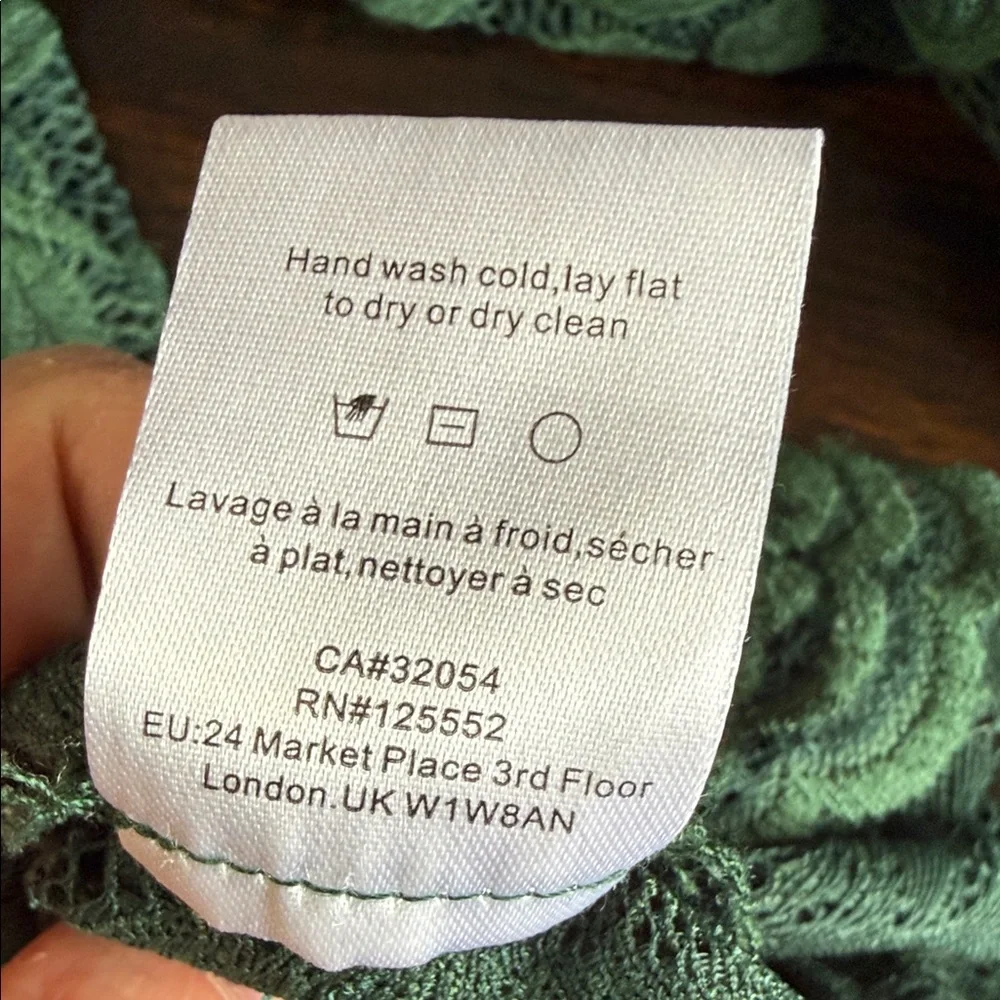 Hand wash cold,lay flat
to dry or dry clean
Lavage à la main à froid,sécher
à plat,nettoyer à sec
CA#32054
RN#125552
EU:24 Market Place 3rd Floor
London.UK W1W8AN